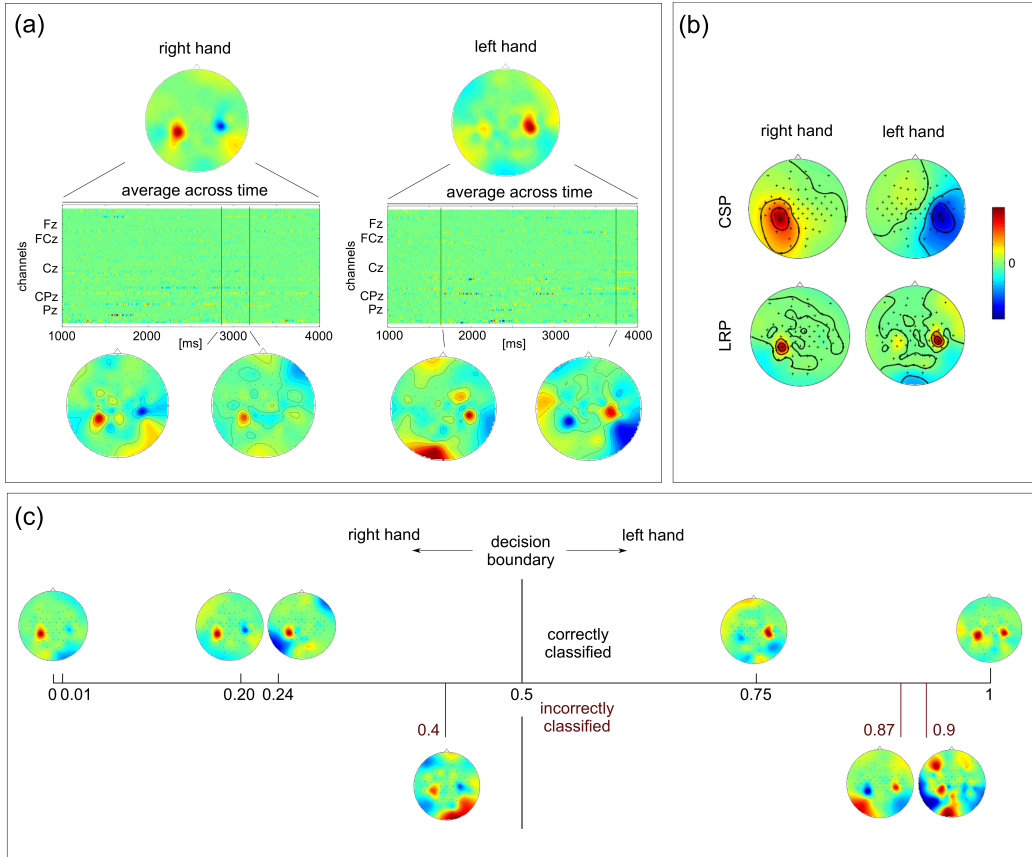 (a)
right hand
left hand
average across time
average across time
channels
Fz
FCz
Cz
CPz
Pz
1000
2000
3000
4000
[ms]
channels
Fz
FCz
Cz
CPz
Pz
1000
2000
3000
4000
[ms]
(b)
right hand
left hand
CSP
LRP
0
(c)
right hand
decision
boundary
left hand
correctly
classified
0
0.01
0.20
0.24
0.5
0.75
1
incorrectly
classified
0.4
0.87
0.9